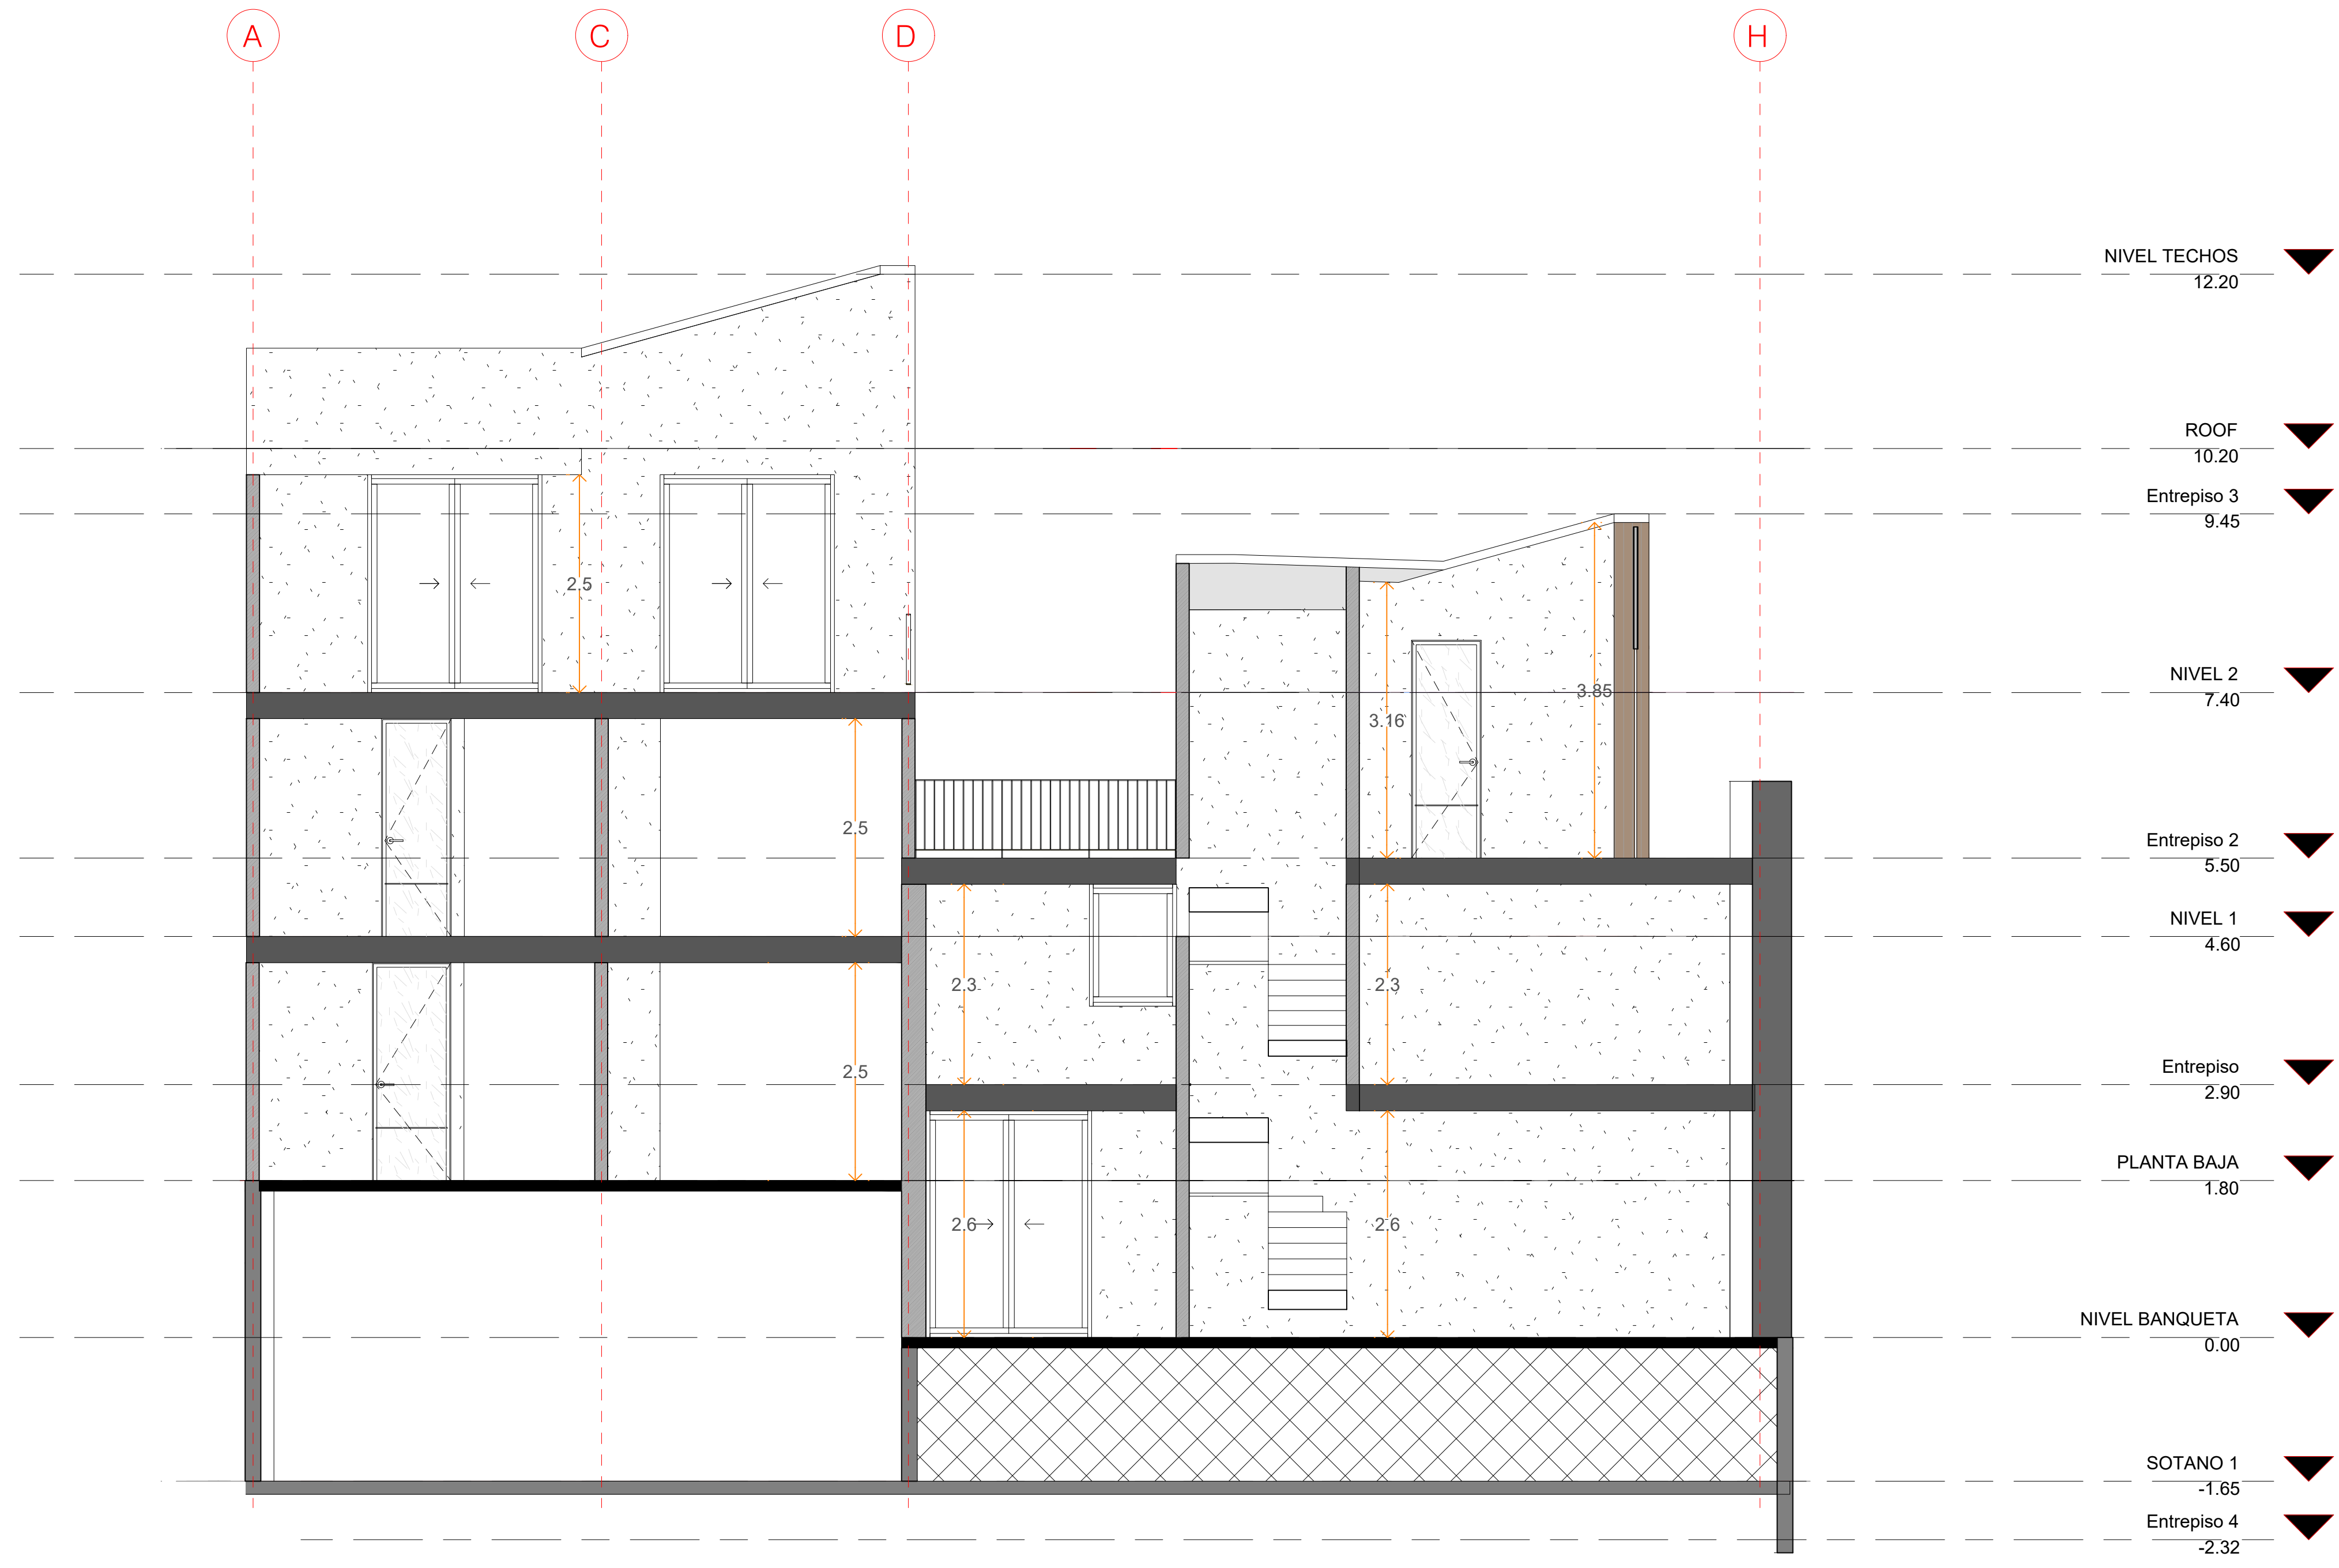 A
C
D
H
NIVEL TECHOS
12.20
ROOF
10.20
Entrepiso 3
9.45
2.5
NIVEL 2
7.40
3.85
3.16
2.5
Entrepiso 2
5.50
NIVEL 1
4.60
2.3
2.3
2.5
Entrepiso
2.90
PLANTA BAJA
1.80
2.6
2.6
NIVEL BANQUETA
0.00
SOTANO 1
-1.65
Entrepiso 4
-2.32